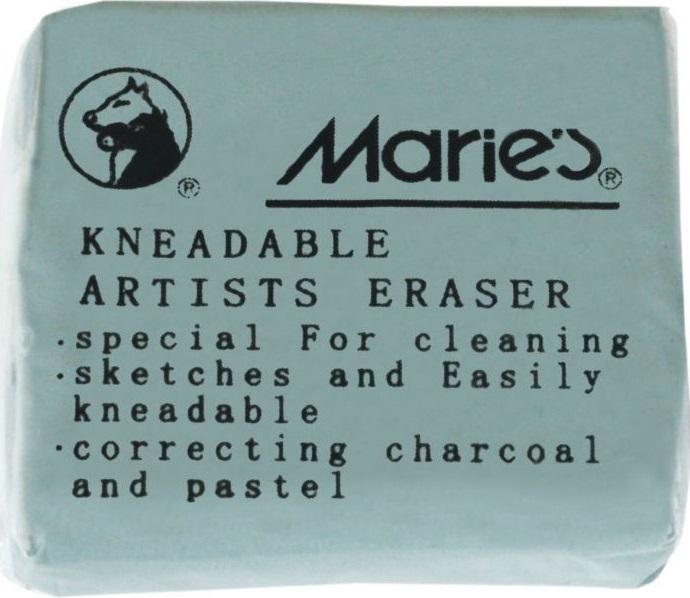 Marie's®
®
KNEADABLE
ARTISTS ERASER
·special For cleaning
·sketches and Easily
kneadable
·correcting charcoal
and pastel